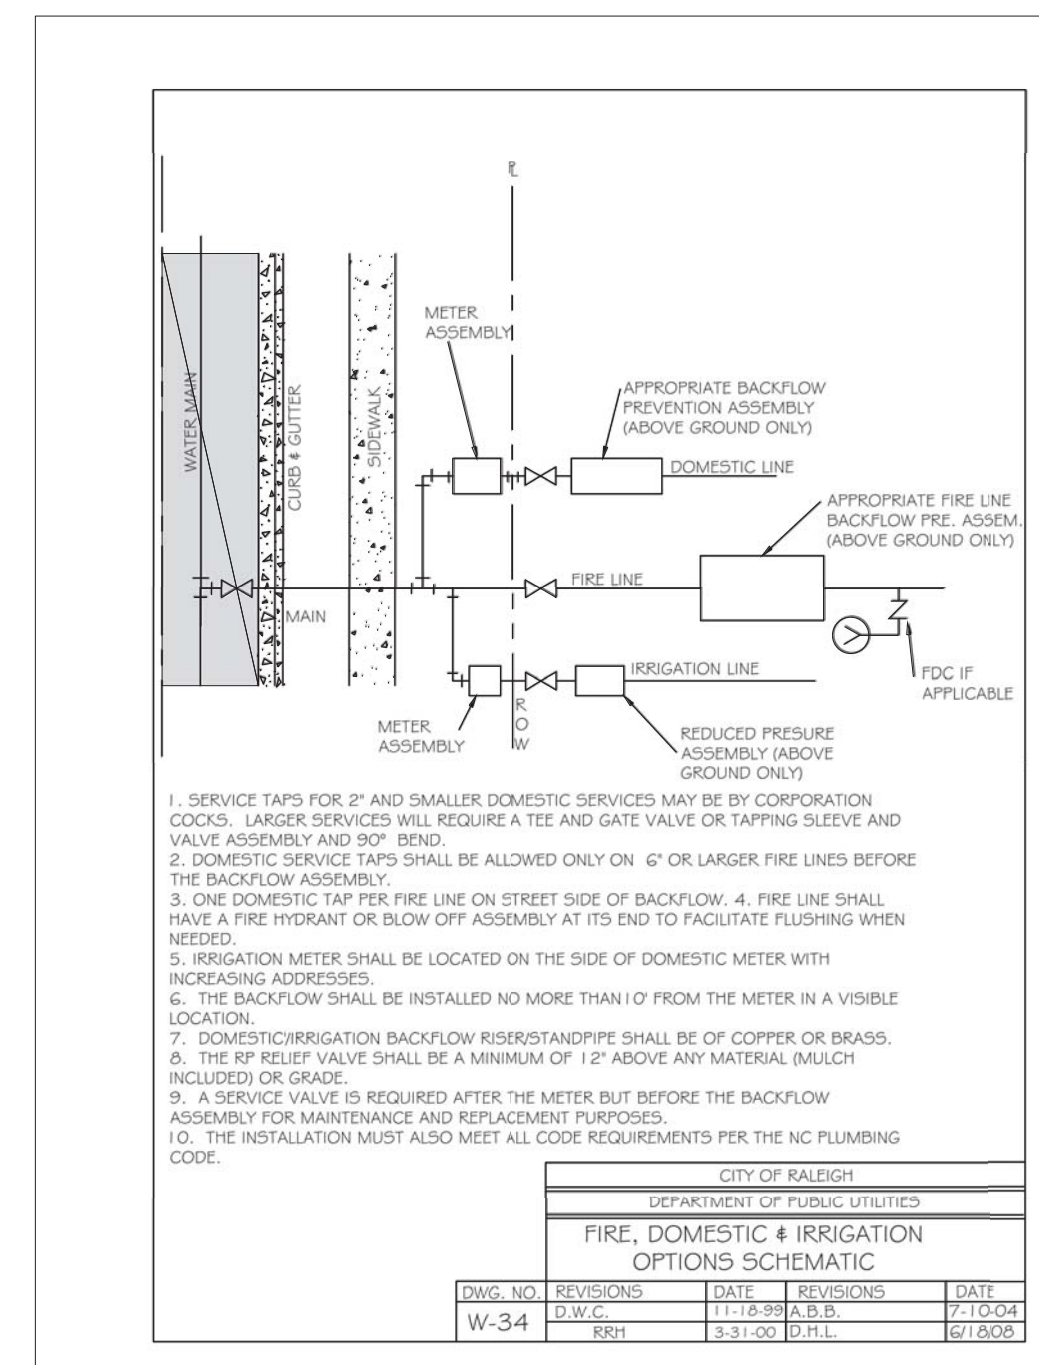 PL
METER
ASSEMBLY
WATER MAIN
CURB & GUTTER
SIDEWALK
APPROPRIATE BACKFLOW
PREVENTION ASSEMBLY
(ABOVE GROUND ONLY)
DOMESTIC LINE
APPROPRIATE FIRE LINE
BACKFLOW PRE. ASSEM.
(ABOVE GROUND ONLY)
FIRE LINE
MAIN
IRRIGATION LINE
FDC IF
APPLICABLE
METER
ASSEMBLY
ROW
REDUCED PRESURE
ASSEMBLY (ABOVE
GROUND ONLY)
1. SERVICE TAPS FOR 2" AND SMALLER DOMESTIC SERVICES MAY BE BY CORPORATION
COCKS. LARGER SERVICES WILL REQUIRE A TEE AND GATE VALVE OR TAPPING SLEEVE AND
VALVE ASSEMBLY AND 90° BEND.
2. DOMESTIC SERVICE TAPS SHALL BE ALLOWED ONLY ON 6" OR LARGER FIRE LINES BEFORE
THE BACKFLOW ASSEMBLY.
3. ONE DOMESTIC TAP PER FIRE LINE ON STREET SIDE OF BACKFLOW. 4. FIRE LINE SHALL
HAVE A FIRE HYDRANT OR BLOW OFF ASSEMBLY AT ITS END TO FACILITATE FLUSHING WHEN
NEEDED.
5. IRRIGATION METER SHALL BE LOCATED ON THE SIDE OF DOMESTIC METER WITH
INCREASING ADDRESSES.
6. THE BACKFLOW SHALL BE INSTALLED NO MORE THAN 10' FROM THE METER IN A VISIBLE
LOCATION.
7. DOMESTIC/IRRIGATION BACKFLOW RISER/STANDPIPE SHALL BE OF COPPER OR BRASS.
8. THE RP RELIEF VALVE SHALL BE A MINIMUM OF 12" ABOVE ANY MATERIAL (MULCH
INCLUDED) OR GRADE.
9. A SERVICE VALVE IS REQUIRED AFTER THE METER BUT BEFORE THE BACKFLOW
ASSEMBLY FOR MAINTENANCE AND REPLACEMENT PURPOSES.
10. THE INSTALLATION MUST ALSO MEET ALL CODE REQUIREMENTS PER THE NC PLUMBING
CODE.
CITY OF RALEIGH
DEPARTMENT OF PUBLIC UTILITIES
FIRE, DOMESTIC & IRRIGATION
OPTIONS SCHEMATIC
DWG. NO. REVISIONS DATE REVISIONS DATE
W-34
D.W.C. 11-18-99 A.B.B. 7-10-04
RRH 3-31-00 D.H.L. 6/18/08